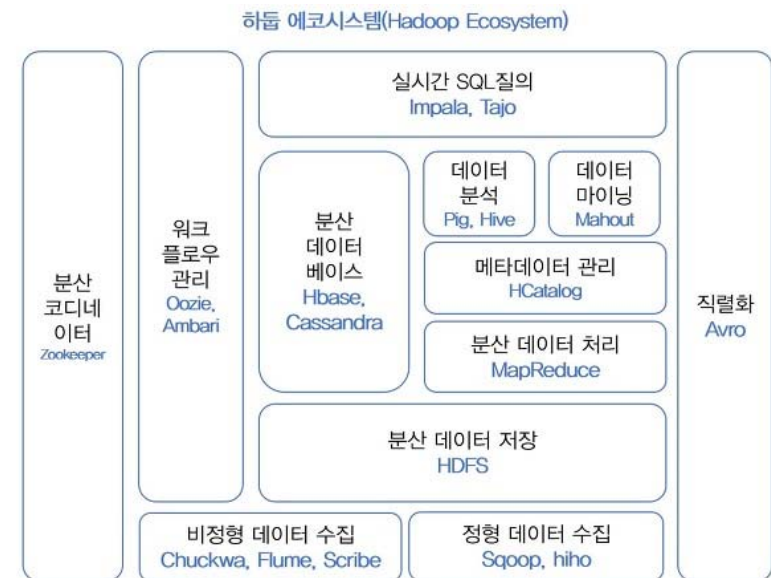 하둡 에코시스템(Hadoop Ecosystem)
분산
코디네
이터
Zookeeper
워크
플로우
관리
Oozie,
Ambari
실시간 SQL질의
Impala, Tajo
분산
데이터
베이스
Hbase,
Cassandra
데이터
분석
Pig, Hive
데이터
마이닝
Mahout
메타데이터 관리
HCatalog
분산 데이터 처리
MapReduce
분산 데이터 저장
HDFS
비정형 데이터 수집
Chuckwa, Flume, Scribe
정형 데이터 수집
Sqoop, hiho
직렬화
Avro